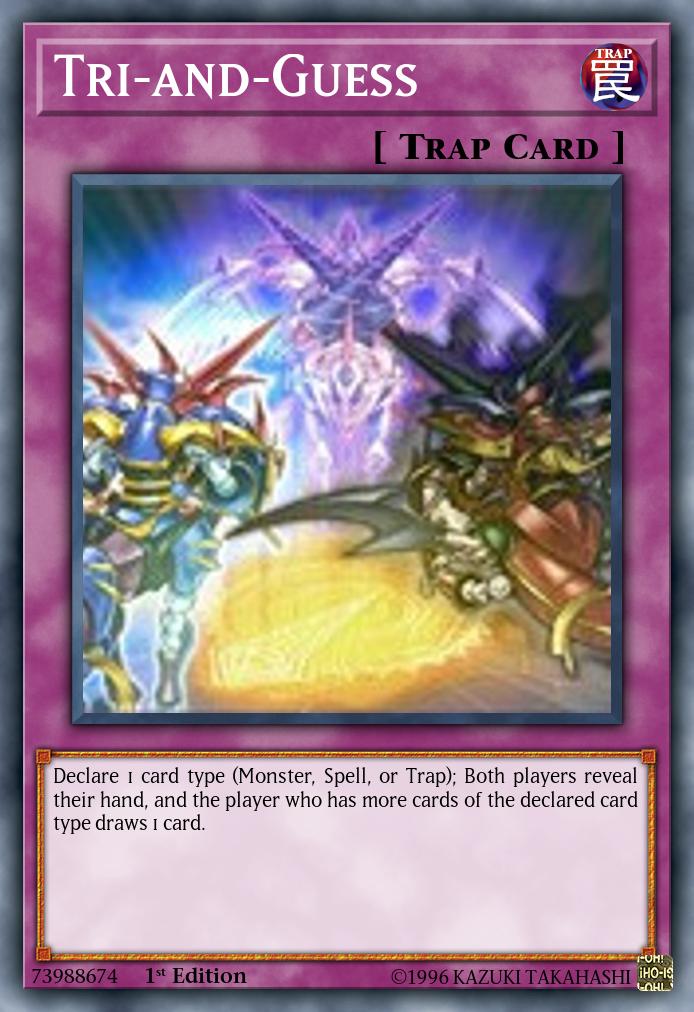 Tri-and-Guess
TRAP
罠
[ Trap Card ]
Declare 1 card type (Monster, Spell, or Trap); Both players reveal
their hand, and the player who has more cards of the declared card
type draws 1 card.
73988674 1st Edition ©1996 KAZUKI TAKAHASHI